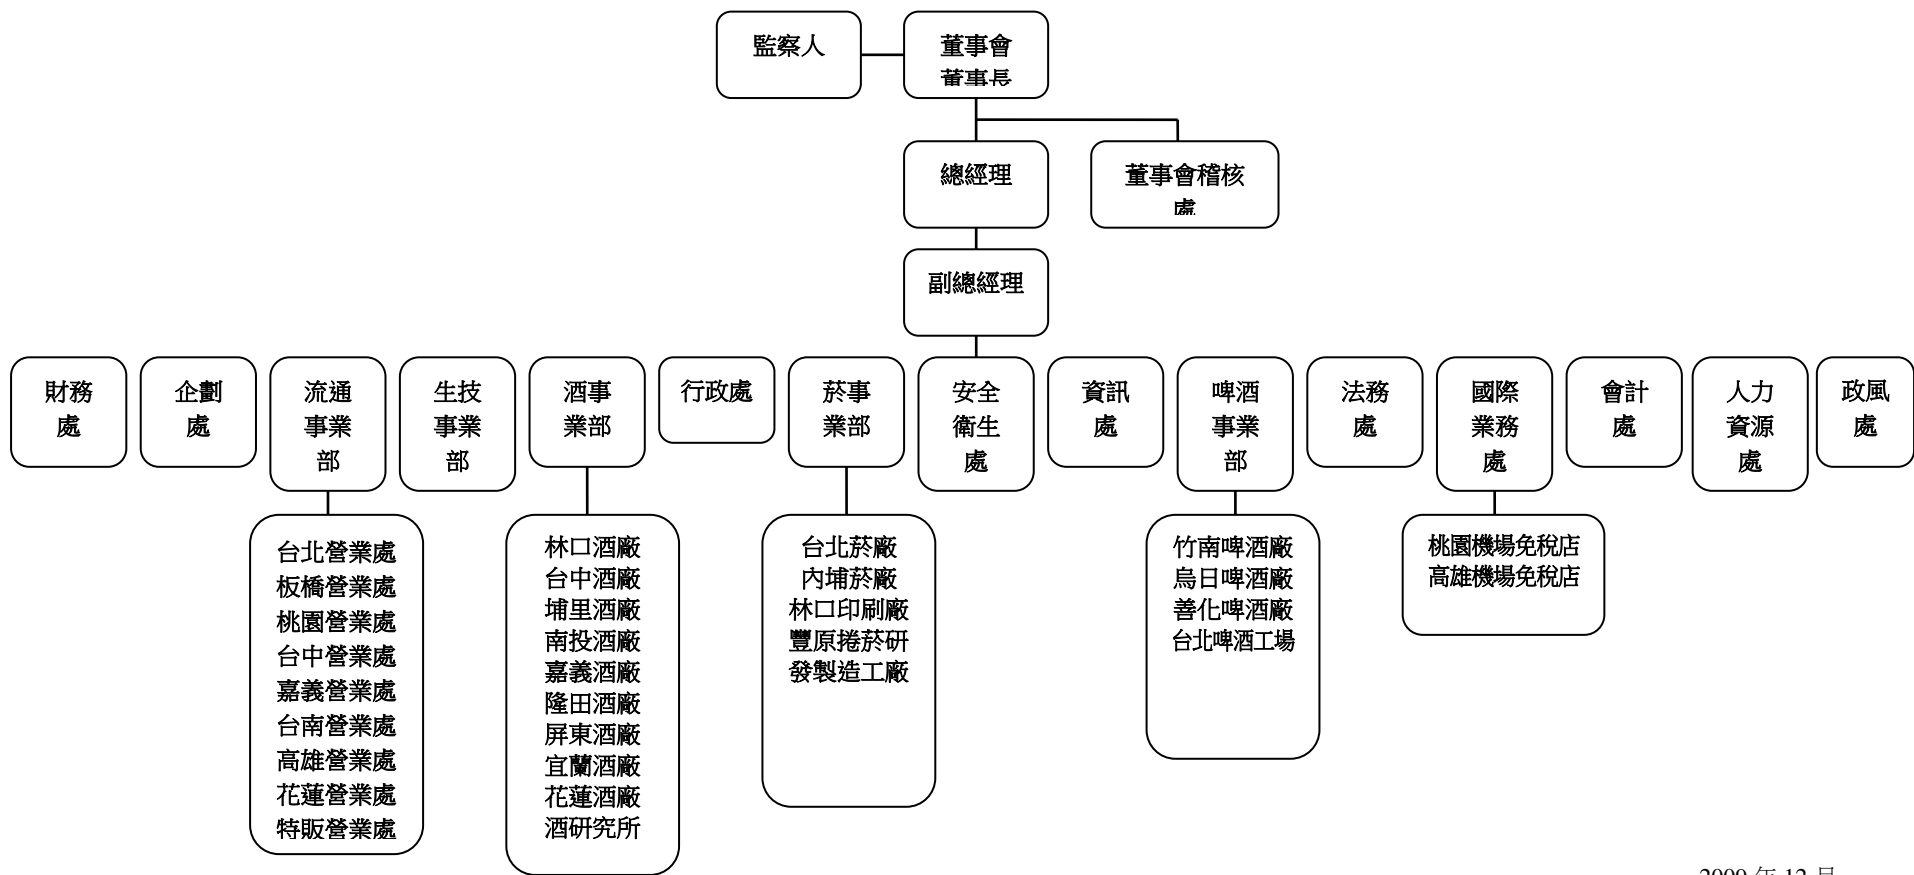 監察人
董事會
董事長
總經理
董事會稽核
處
副總經理
財務
處
企劃
處
流通
事業
部
生技
事業
部
酒事
業部
行政處
菸事
業部
安全
衛生
處
資訊
處
啤酒
事業
部
法務
處
國際
業務
處
會計
處
人力
資源
處
政風
處
台北營業處
板橋營業處
桃園營業處
台中營業處
嘉義營業處
台南營業處
高雄營業處
花蓮營業處
特販營業處
林口酒廠
台中酒廠
埔里酒廠
南投酒廠
嘉義酒廠
隆田酒廠
屏東酒廠
宜蘭酒廠
花蓮酒廠
酒研究所
台北菸廠
內埔菸廠
林口印刷廠
豐原捲菸研
發製造工廠
竹南啤酒廠
烏日啤酒廠
善化啤酒廠
台北啤酒工場
桃園機場免稅店
高雄機場免稅店
2009 年 12 月